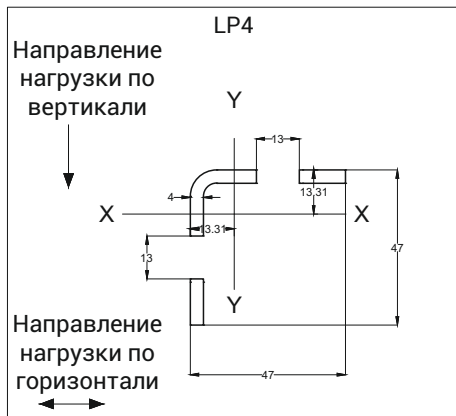 LP4
Направление
нагрузки по
вертикали
Y
13
4
13,31
X
X
13.31
13
47
Y
Направление
нагрузки по
горизонтали
47